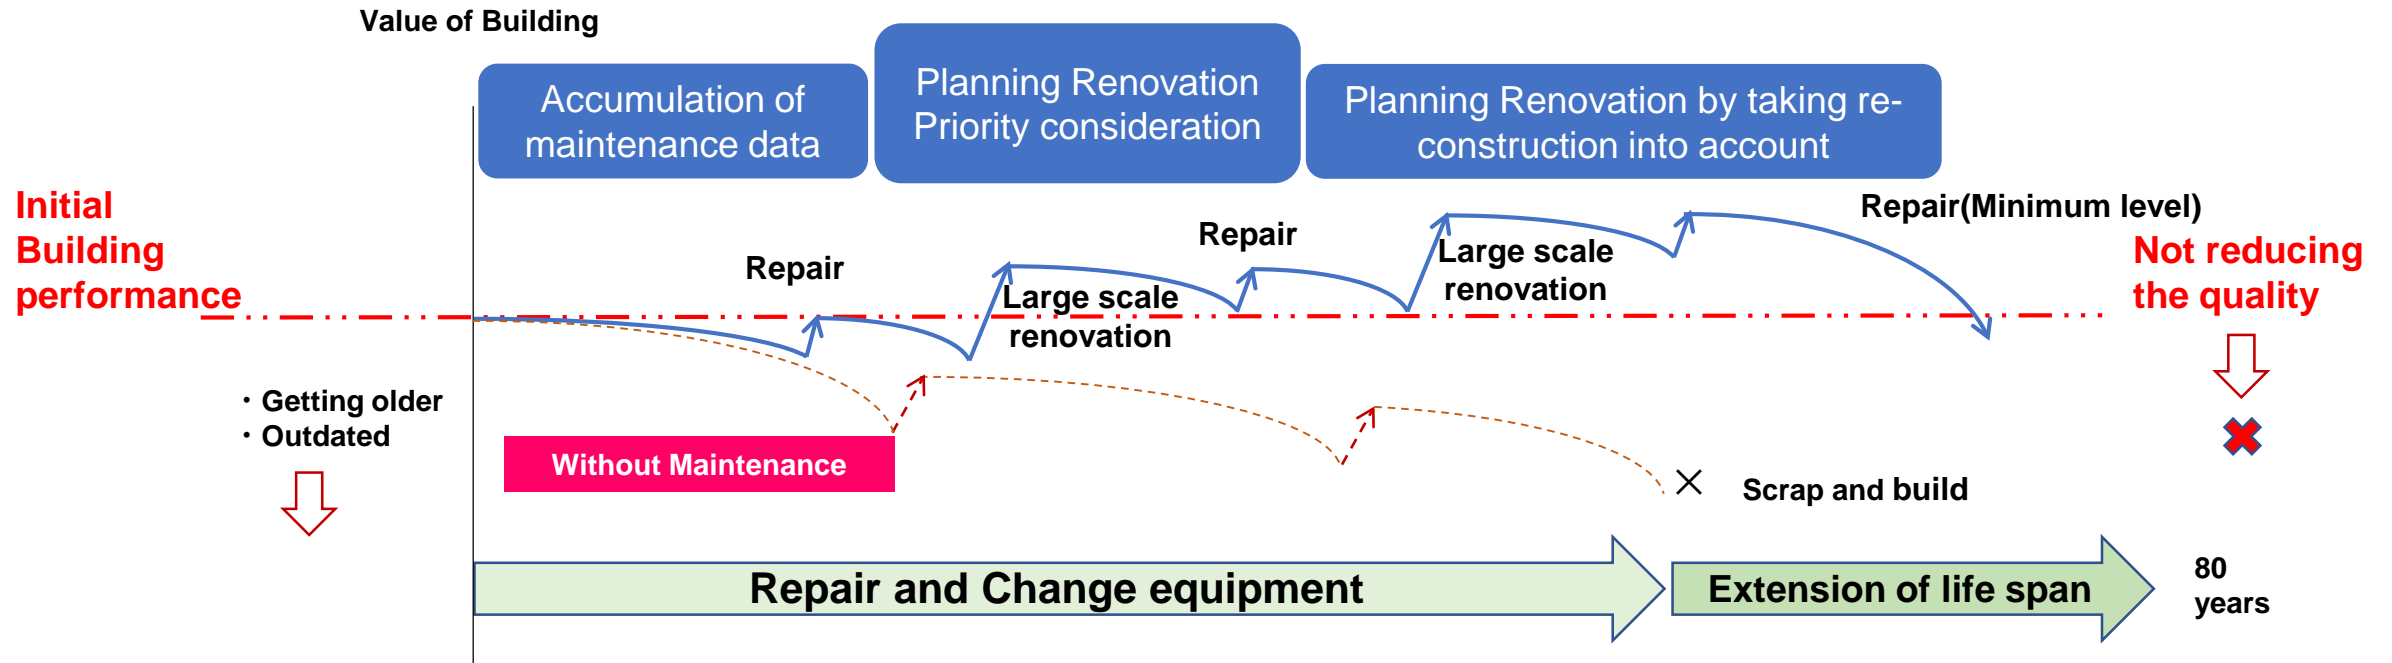 Value of Building
Accumulation of
maintenance data
Planning Renovation
Priority consideration
Planning Renovation by taking re-
construction into account
Initial
Building
performance
Repair
Large scale
renovation
Repair
Large scale
renovation
Repair(Minimum level)
Not reducing
the quality
・Getting older
・Outdated
Without Maintenance
Scrap and build
Repair and Change equipment
Extension of life span
80
years